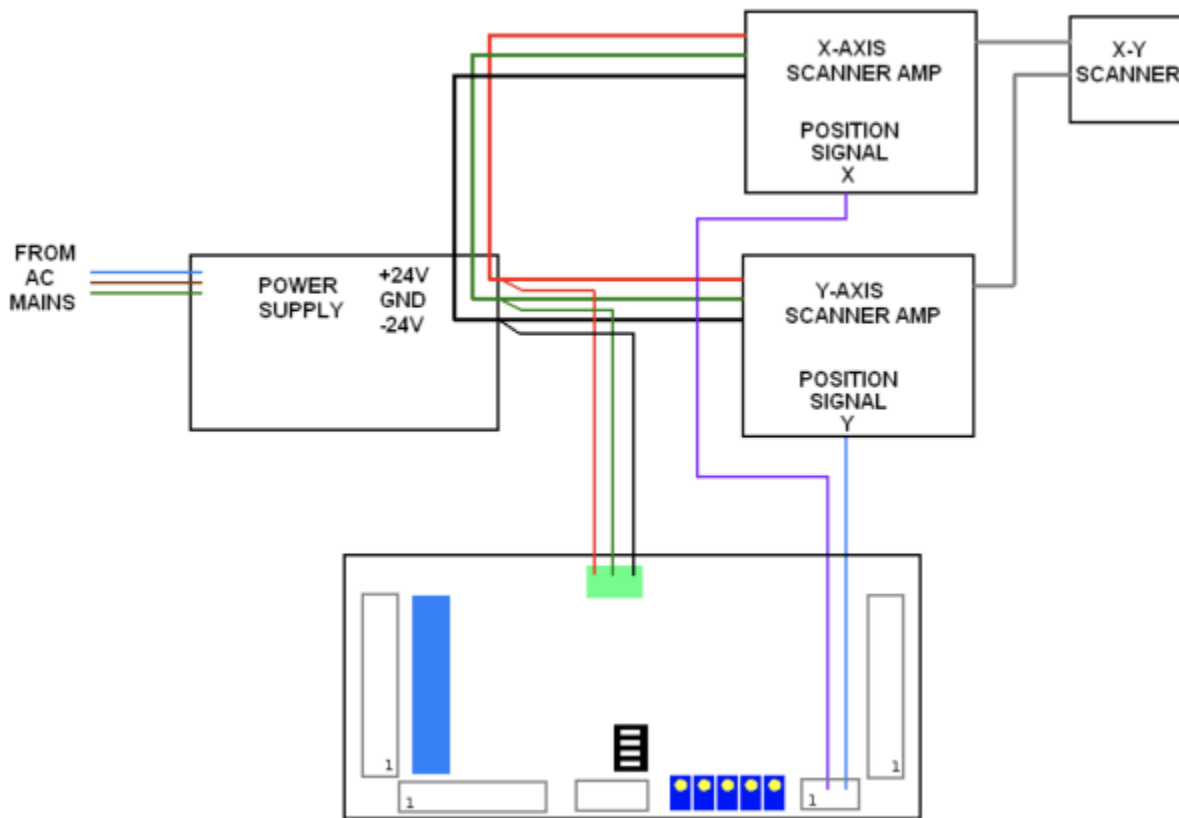 X-AXIS
SCANNER AMP
POSITION
SIGNAL
X
X-Y
SCANNER
FROM
AC
MAINS
POWER
SUPPLY
+24V
GND
-24V
Y-AXIS
SCANNER AMP
POSITION
SIGNAL
Y
1
1
1
1